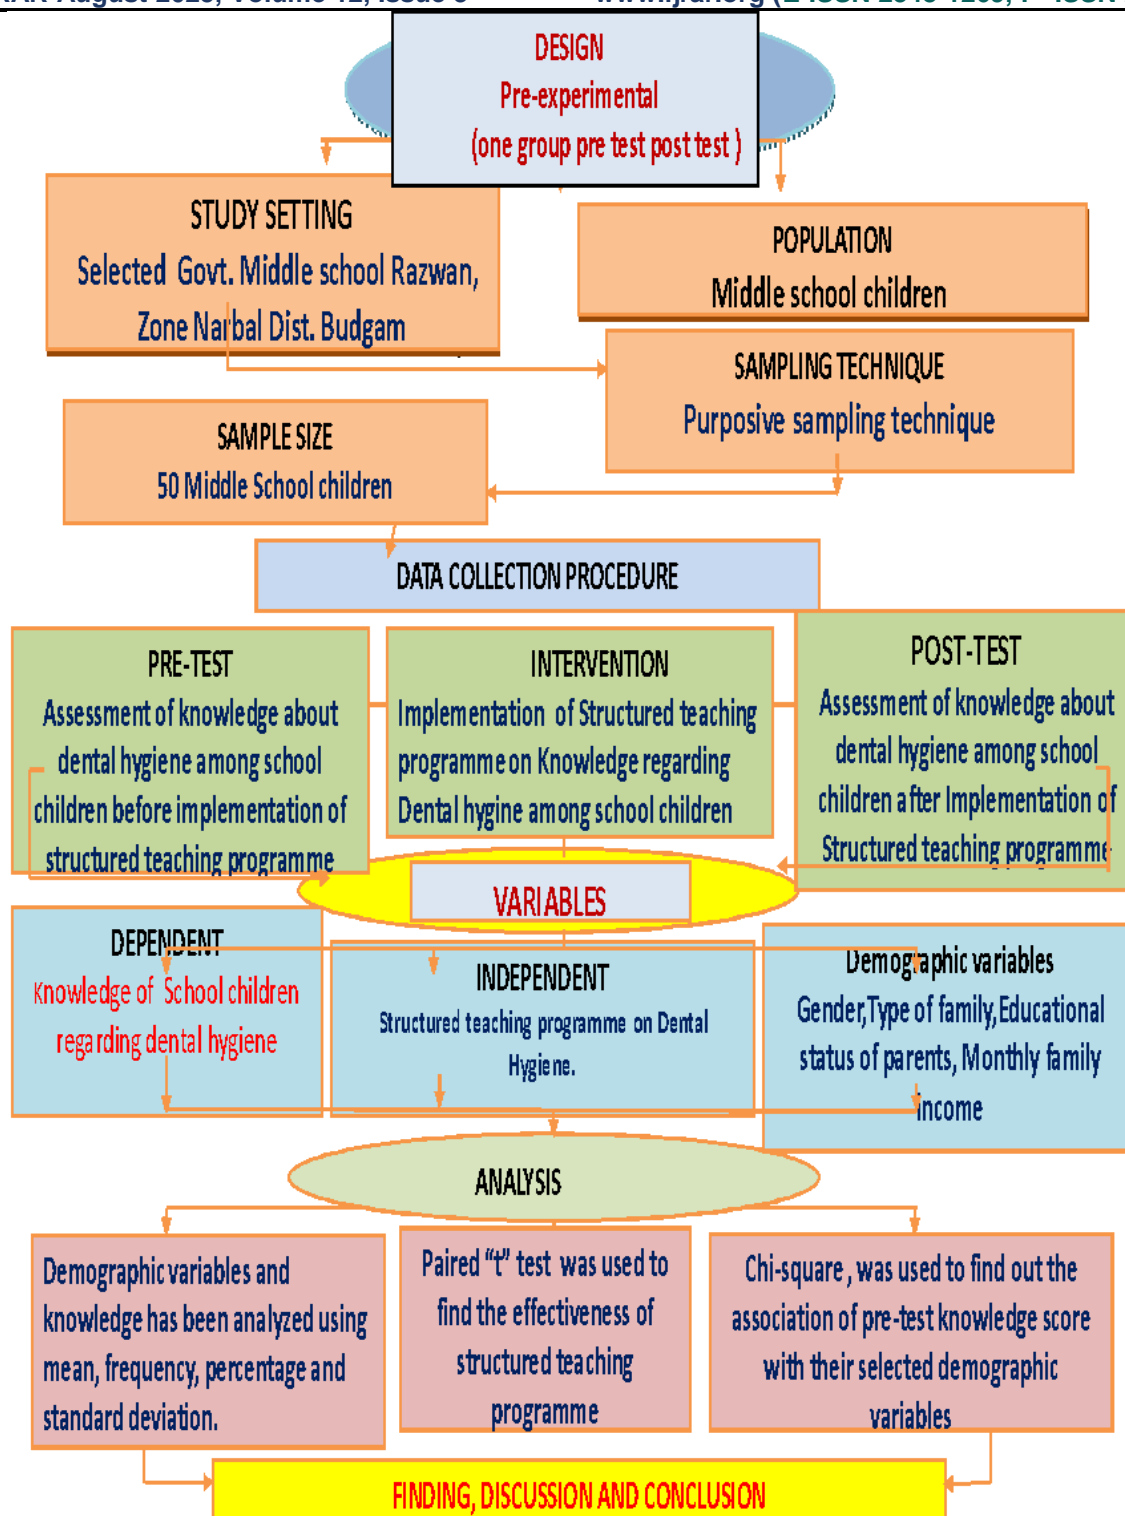 August
Volume 12, Issue
DESIGN
Pre-experimental
(one group pre test post test )
STUDY SETTING
Selected Govt. Middle school Razwan,
Zone Narbal Dist. Budgam
POPULATION
Middle school children
SAMPLING TECHNIQUE
Purposive sampling technique
SAMPLE SIZE
50 Middle School children
DATA COLLECTION PROCEDURE
PRE-TEST
Assessment of knowledge about
dental hygiene among school
children before implementation of
structured teaching programme
INTERVENTION
Implementation of Structured teaching
programme on Knowledge regarding
Dental hygine among school children
POST-TEST
Assessment of knowledge about
dental hygiene among school
children after Implementation of
Structured teaching programme
VARIABLES
DEPENDENT
Knowledge of School children
regarding dental hygiene
INDEPENDENT
Structured teaching programme on Dental
Hygiene.
Demographic variables
Gender,Type of family,Educational
status of parents, Monthly family
income
ANALYSIS
Demographic variables and
knowledge has been analyzed using
mean, frequency, percentage and
standard deviation.
Paired “t” test was used to
find the effectiveness of
structured teaching
programme
Chi-square , was used to find out the
association of pre-test knowledge score
with their selected demographic
variables
FINDING, DISCUSSION AND CONCLUSION